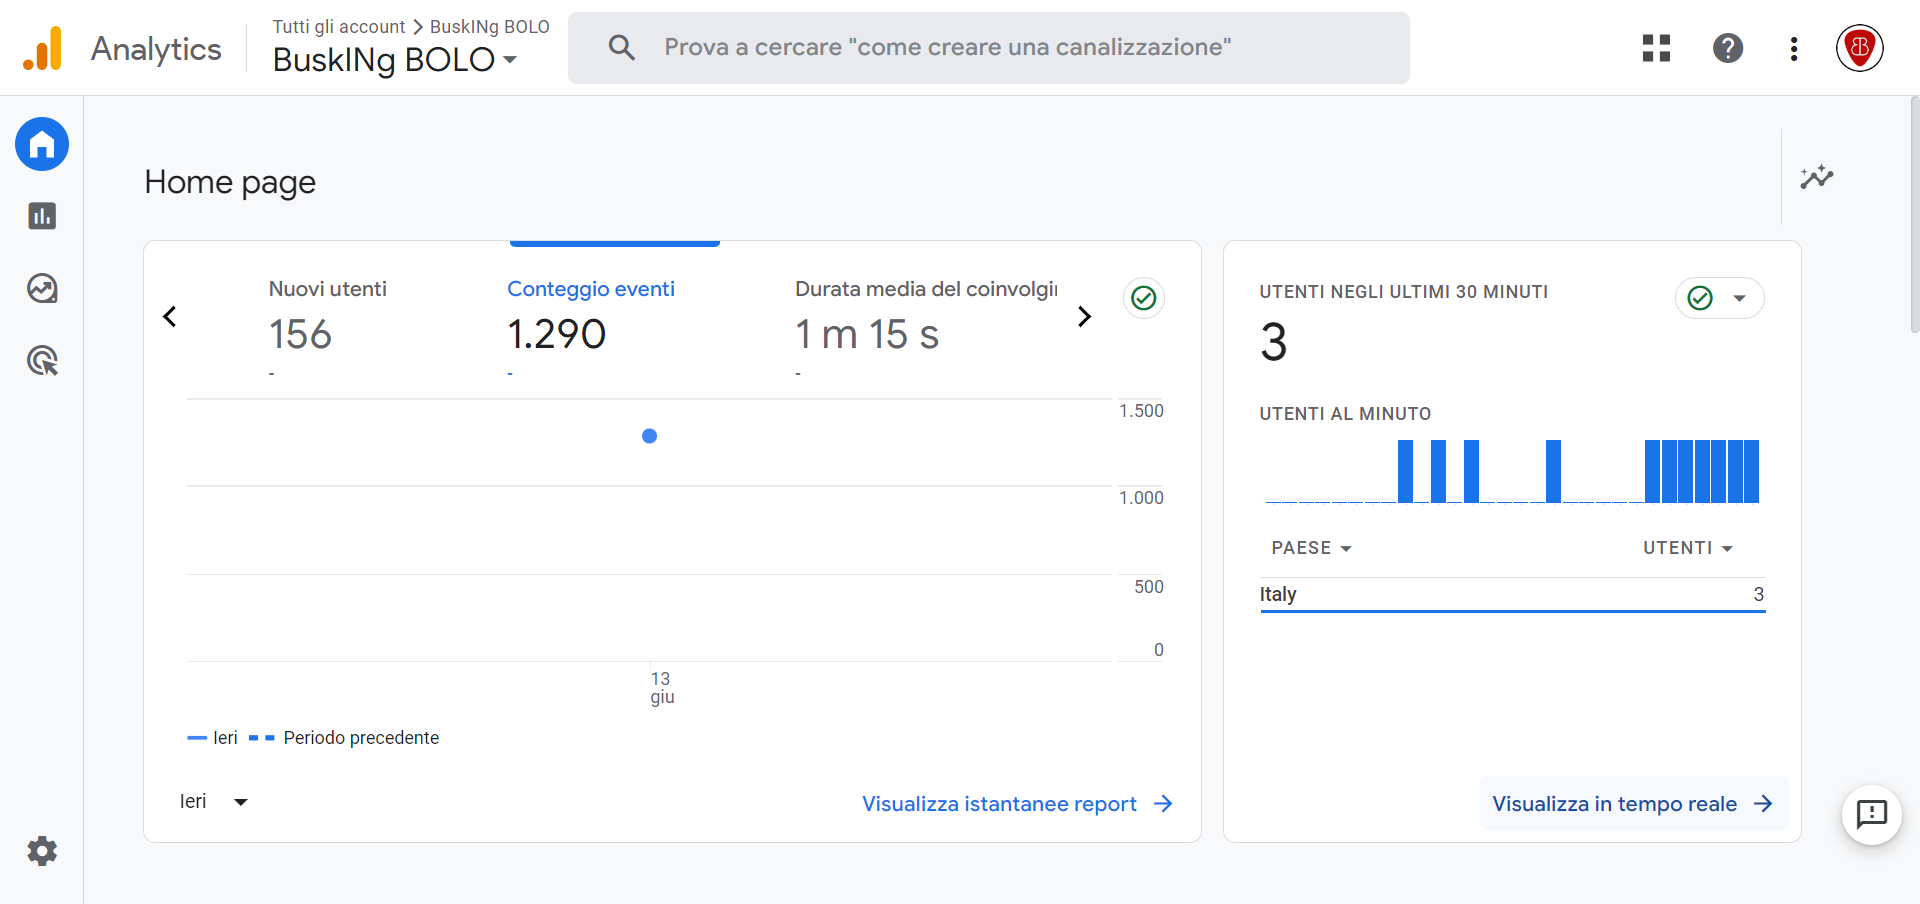 Analytics
Tutti gli account > BuskINg BOLO
BuskINg BOLO
Prova a cercare "come creare una canalizzazione"
Home page
Nuovi utenti
156
-
Conteggio eventi
1.290
-
Durata media del coinvolgi
1 m 15 s
-
1.500
1.000
500
0
13
giu
Ieri
Periodo precedente
Ieri
Visualizza istantanee report
UTENTI NEGLI ULTIMI 30 MINUTI
3
UTENTI AL MINUTO
PAESE
UTENTI
Italy
3
Visualizza in tempo reale